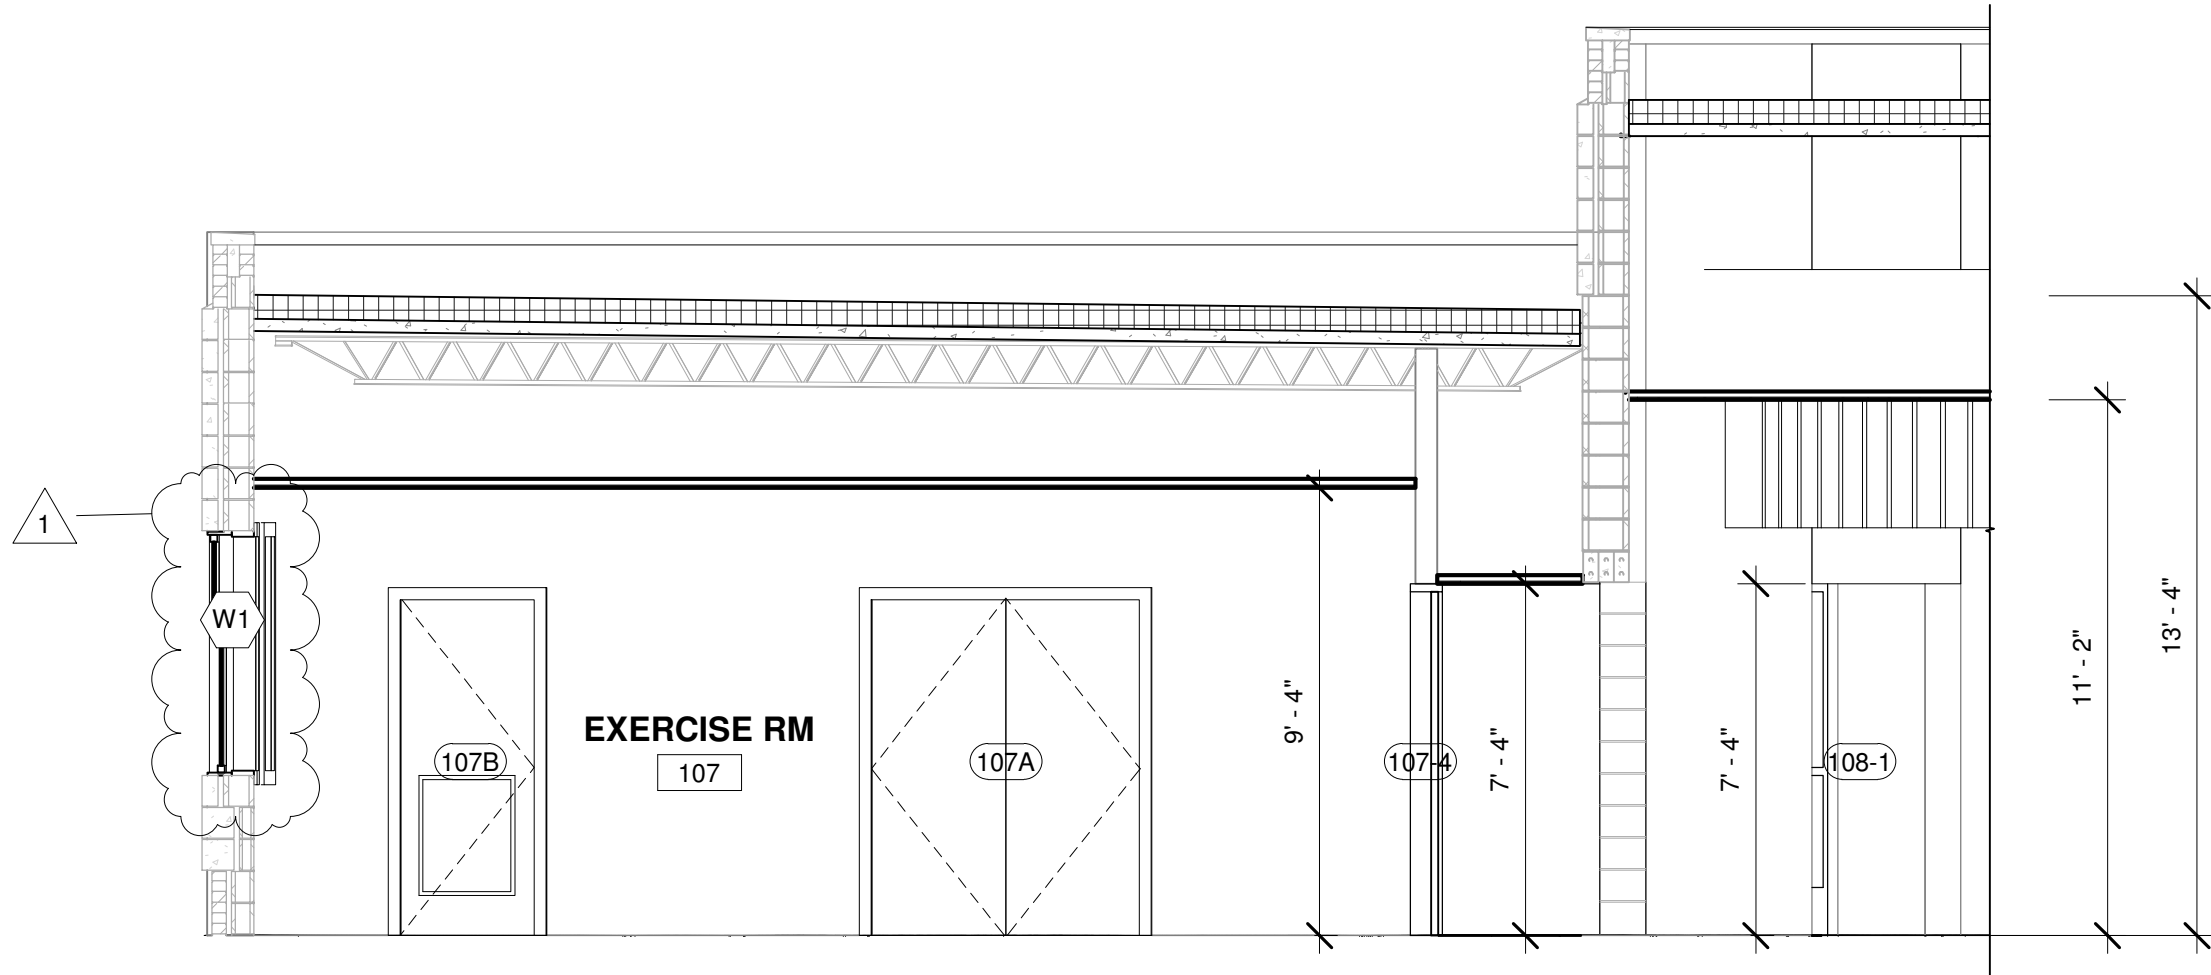 1
W1
107B
EXERCISE RM
107
107A
9' - 4"
107-4
7' - 4"
7' - 4"
108-1
11' - 2"
13' - 4"